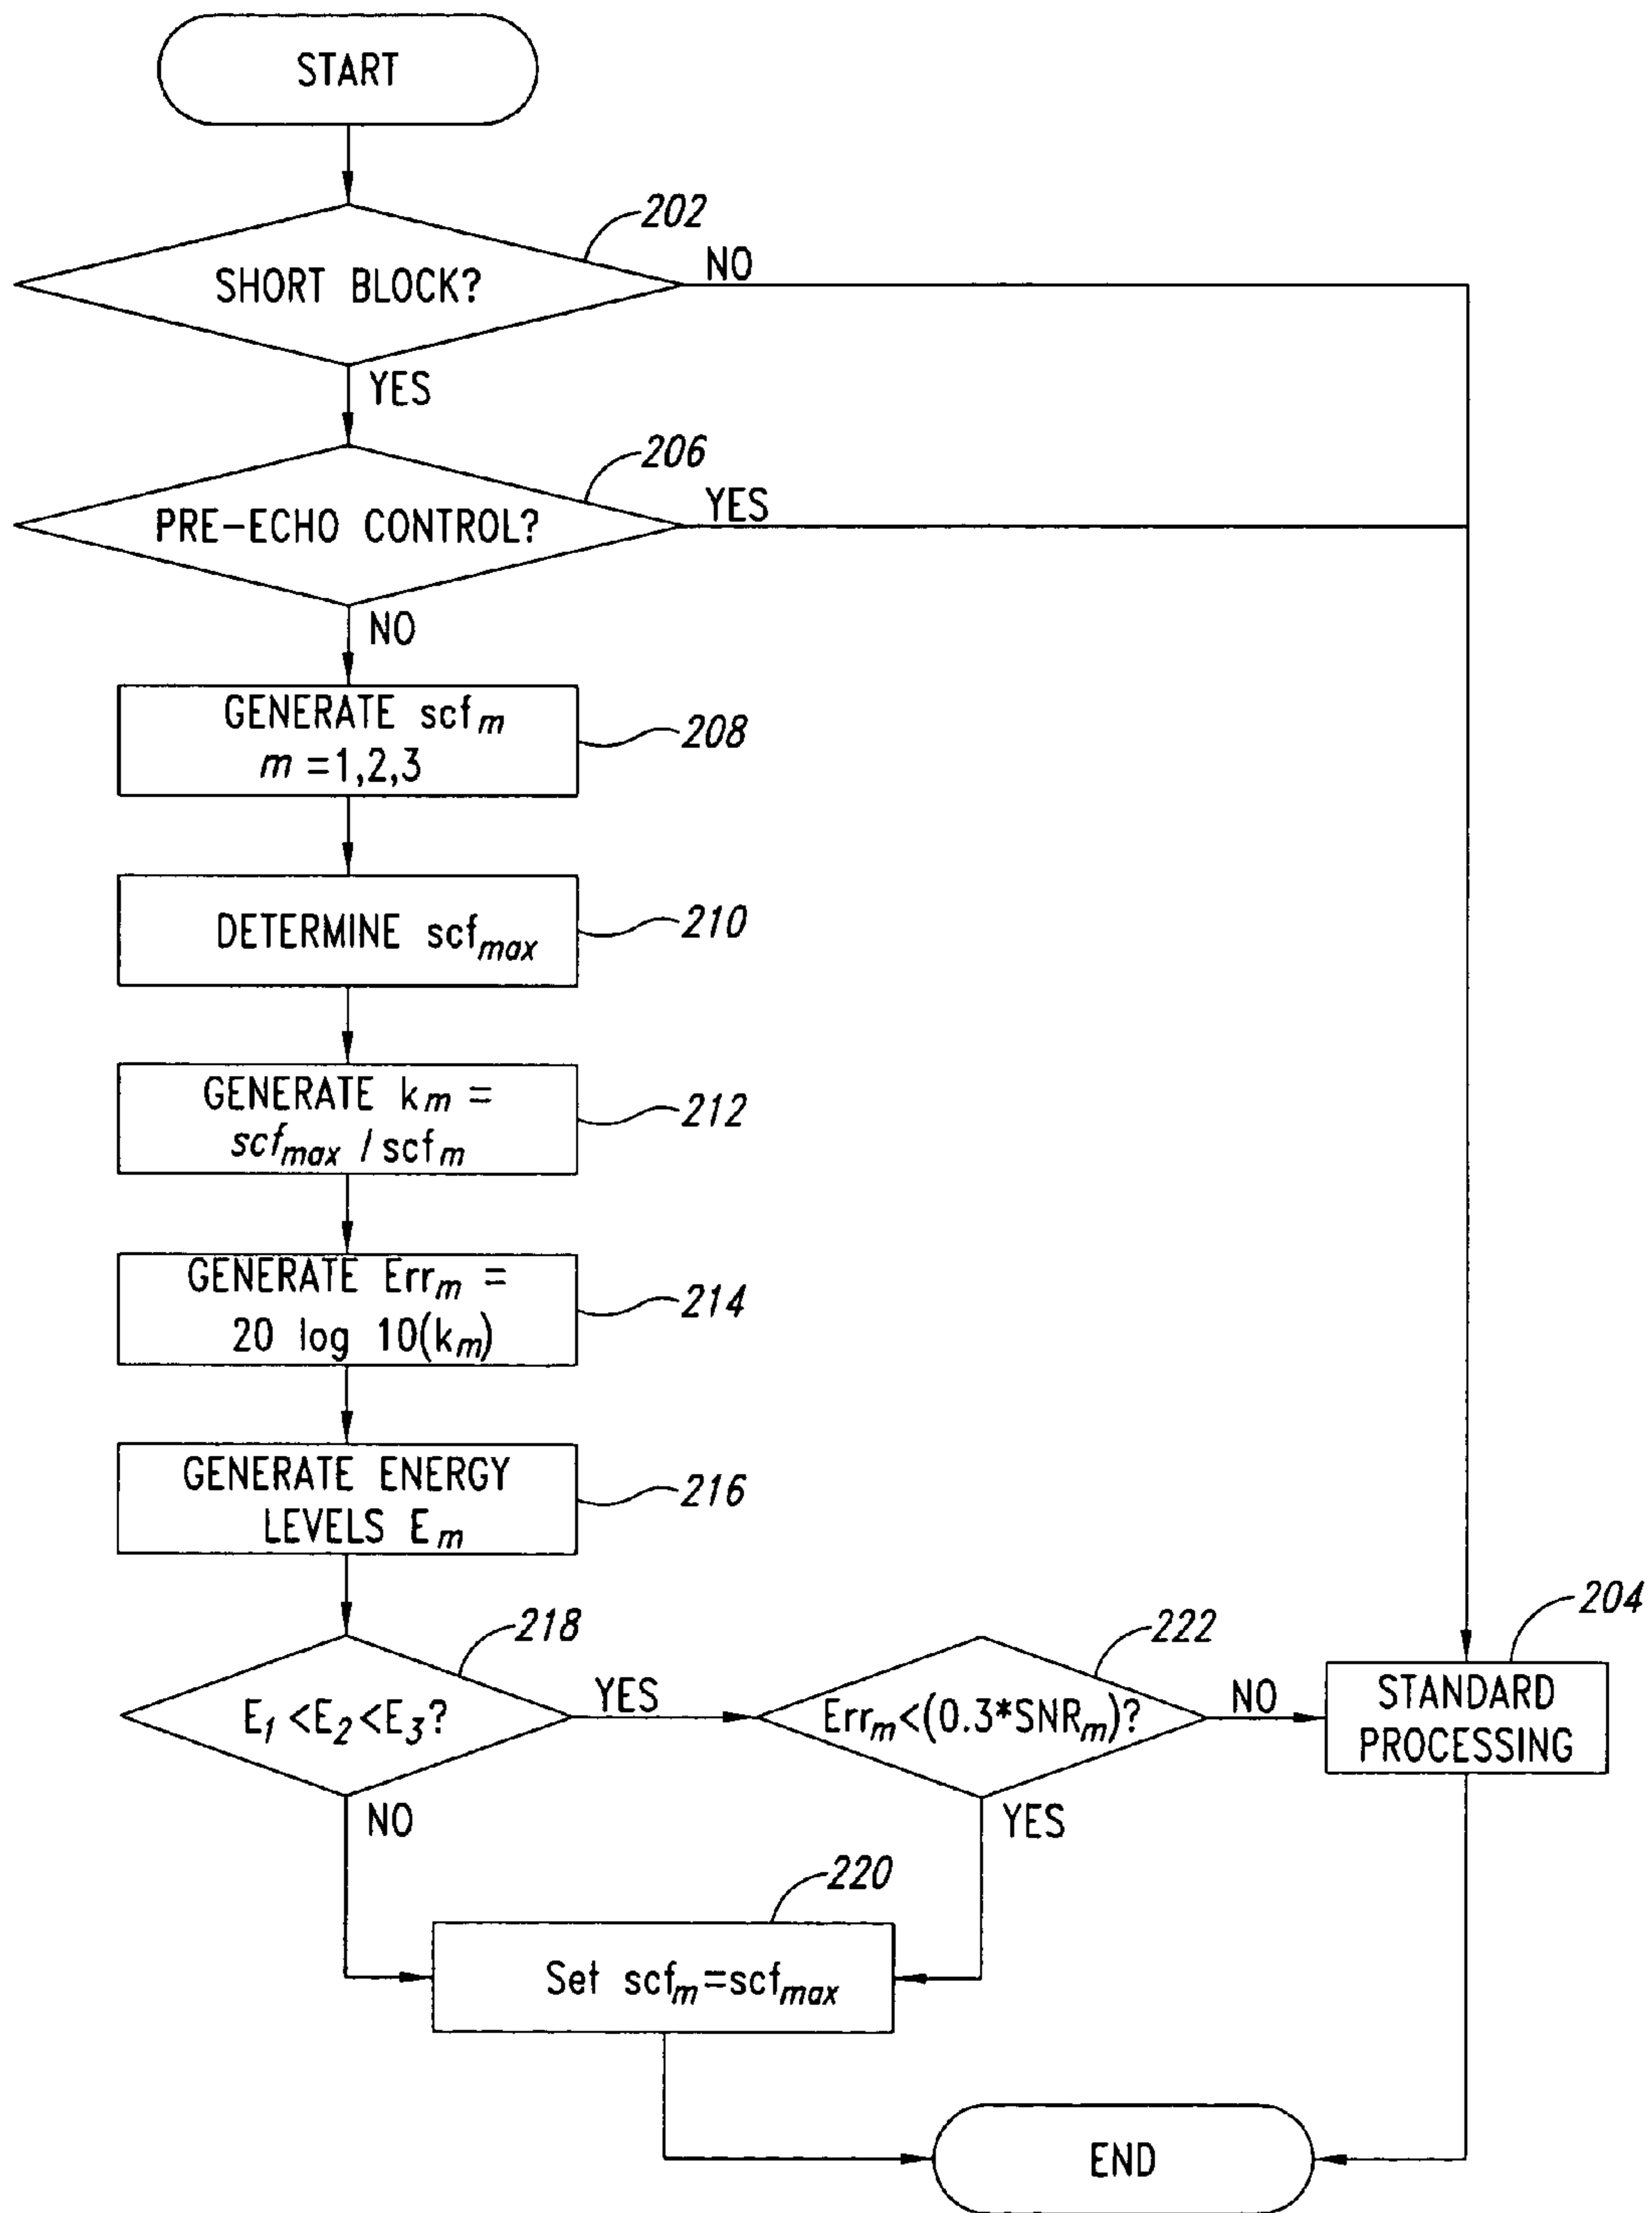 START
202
SHORT BLOCK?
NO
YES
206
PRE-ECHO CONTROL?
YES
NO
GENERATE scfm
m =1,2,3
208
DETERMINE scfmax
210
GENERATE km =
scfmax / scfm
212
GENERATE Errm =
20 log 10(km)
214
GENERATE ENERGY
LEVELS Em
216
218
E1 <E2 <E3?
YES
NO
222
Errm<(0.3*SNRm)?
NO
YES
204
STANDARD
PROCESSING
220
Set scfm=scfmax
END